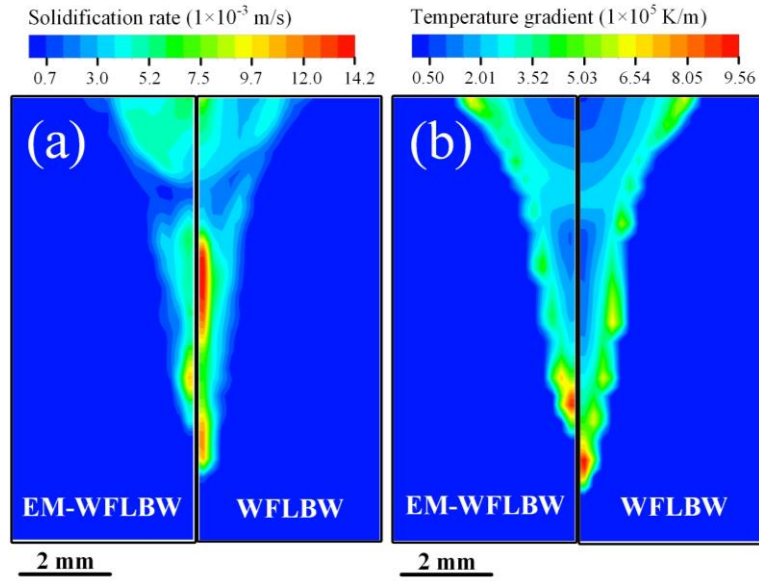 Solidification rate (1×10⁻³ m/s)
0.7 3.0 5.2 7.5 9.7 12.0 14.2
(a)
EM-WFLBW WFLBW
2 mm
Temperature gradient (1×10⁵ K/m)
0.50 2.01 3.52 5.03 6.54 8.05 9.56
(b)
EM-WFLBW WFLBW
2 mm